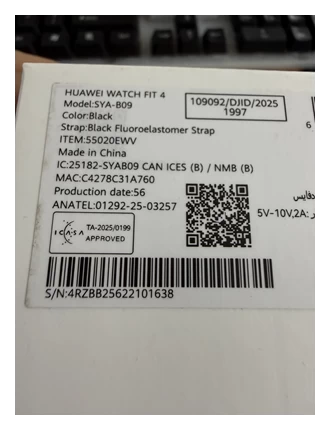 HUAWEI WATCH FIT 4
Model:SYA-B09
Color:Black
Strap:Black Fluoroelastomer Strap
ITEM:55020EWV
Made in China
IC:25182-SYAB09 CAN ICES (B) / NMB (B)
MAC:C4278C31A760
Production date:56
ANATEL:01292-25-03257
109092/DJID/2025
1997
6
5V-10V,2A:
ICASA
TA-2025/0199
APPROVED
S/N:4RZBB25622101638